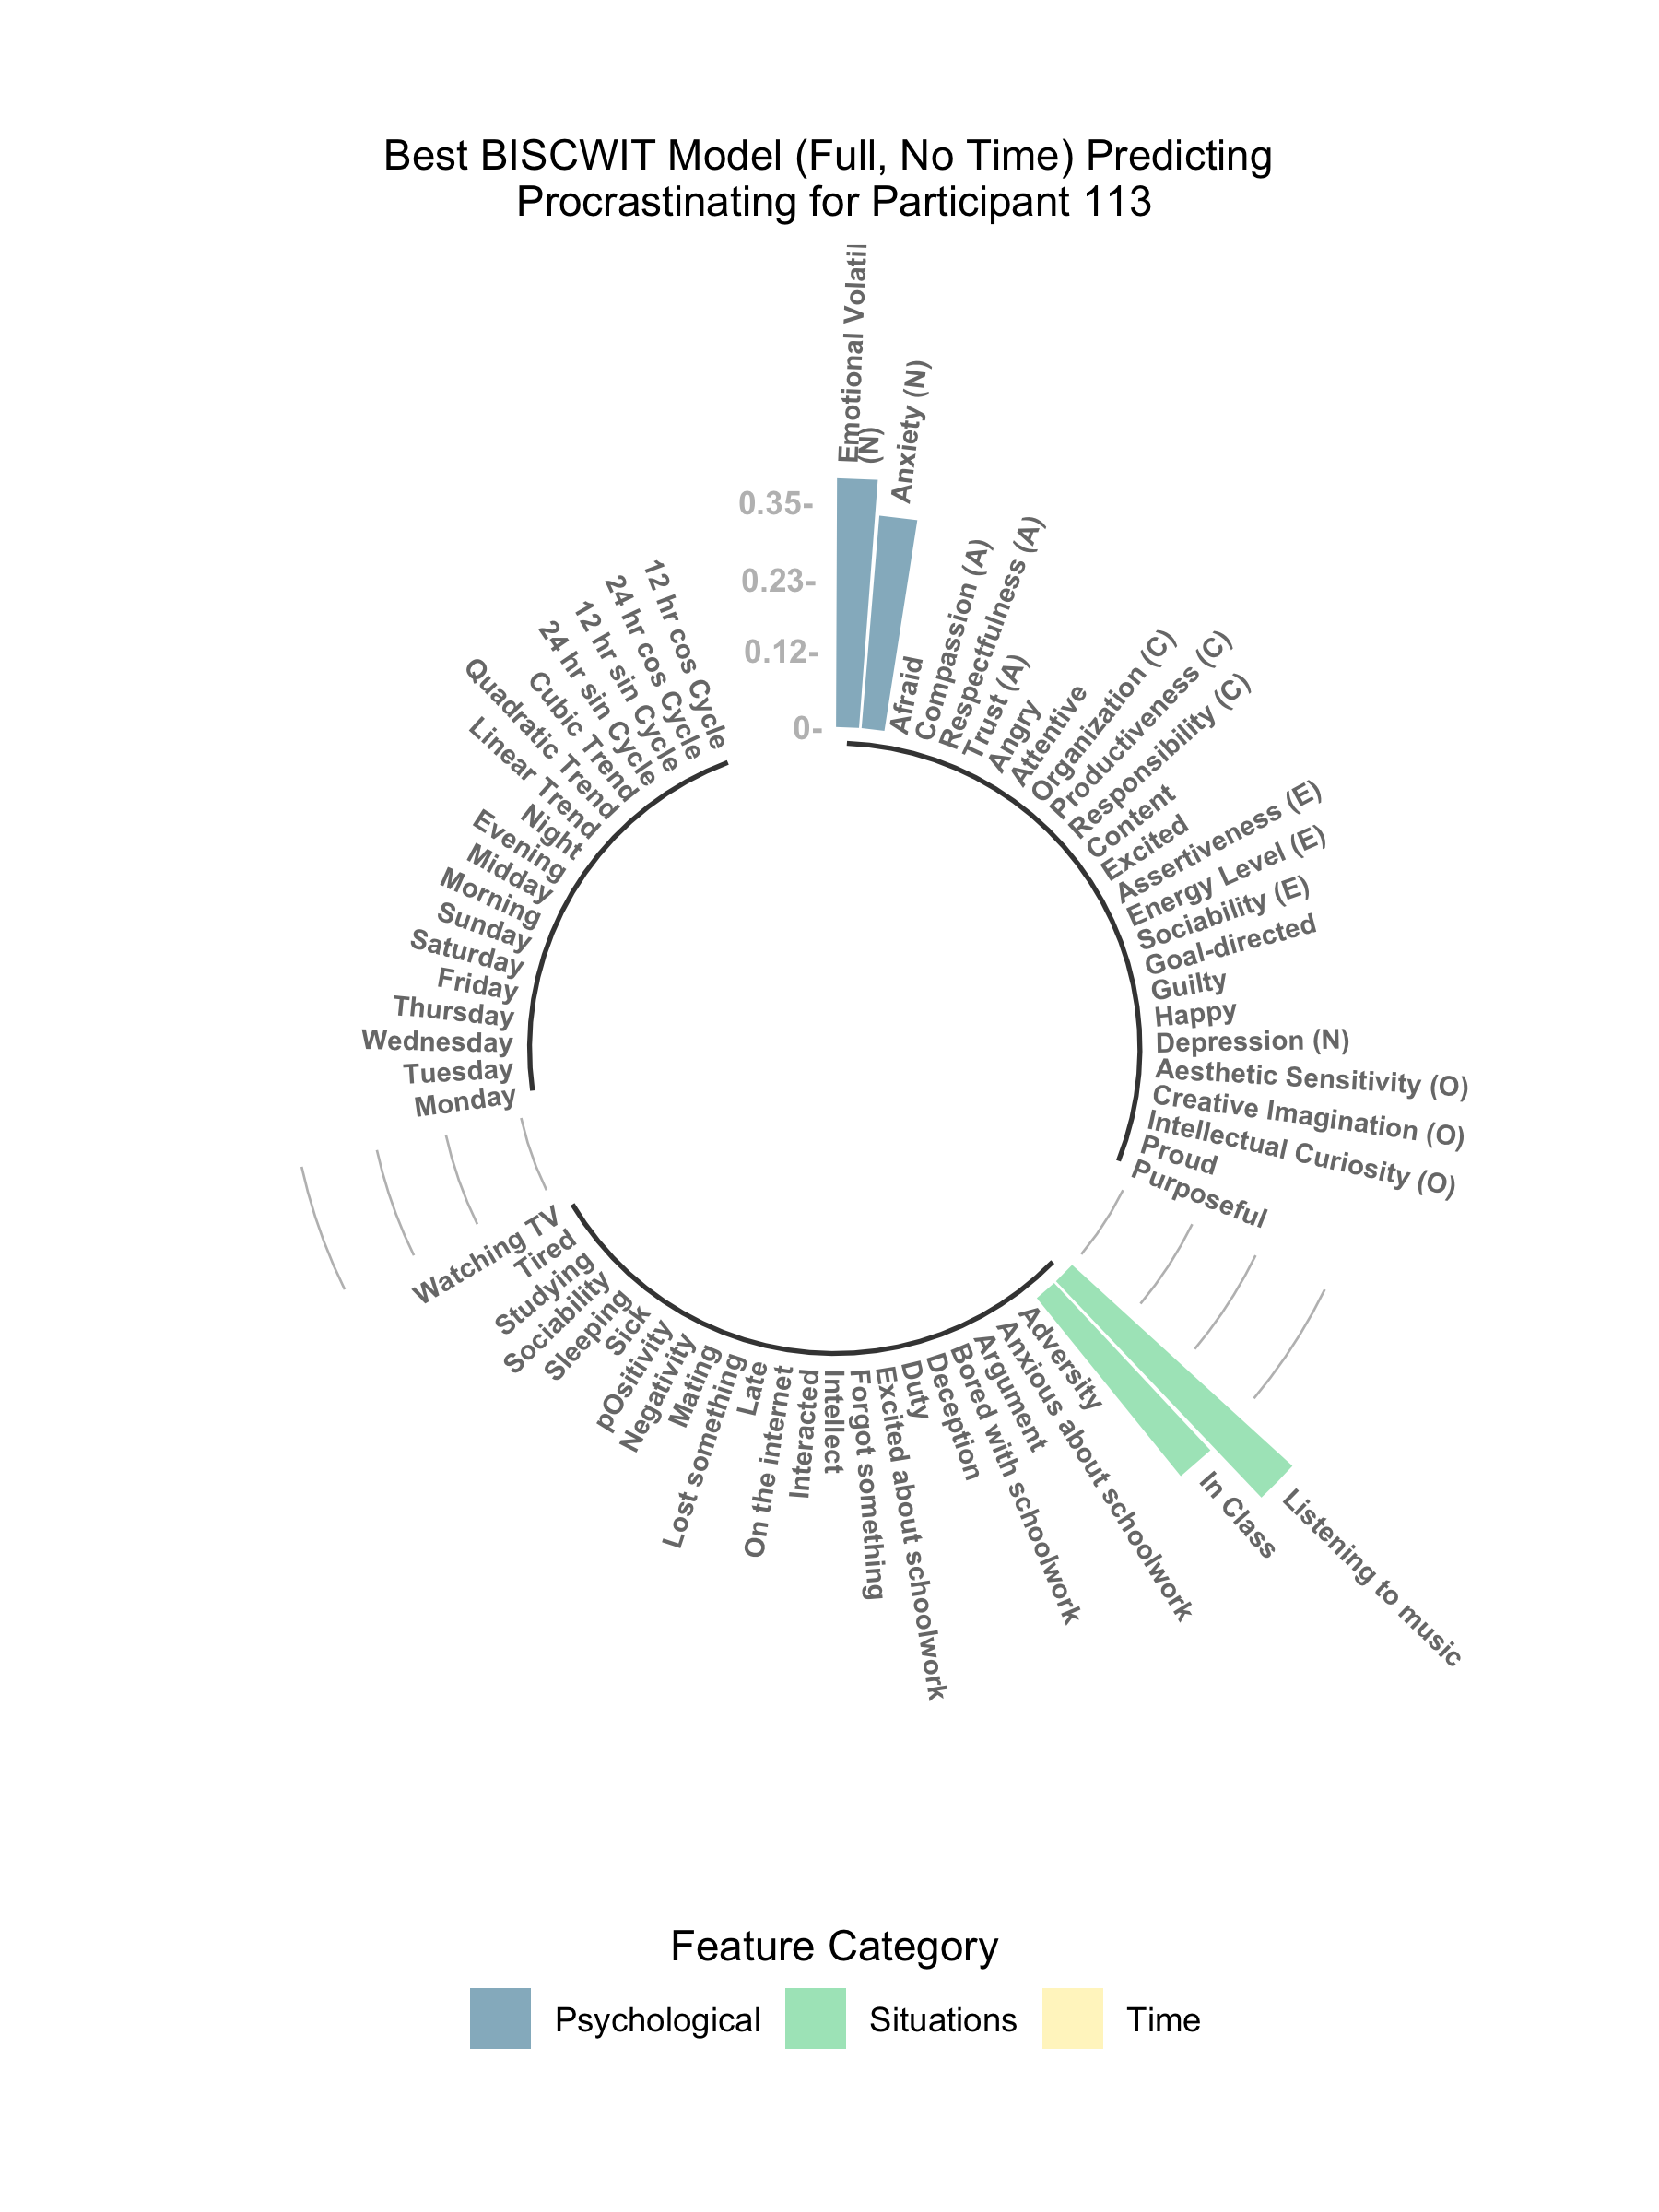 Best BISCWIT Model (Full, No Time) Predicting
Procrastinating for Participant 113
0.35-
0.23-
0.12-
0-
Emotional Volatil
(N)
Anxiety (N)
Afraid
Compassion (A)
Respectfulness (A)
Trust (A)
Angry
Attentive
Organization (C)
Productiveness (C)
Responsibility (C)
Content
Excited
Assertiveness (E)
Energy Level (E)
Sociability (E)
Goal-directed
Guilty
Happy
Depression (N)
Aesthetic Sensitivity (O)
Creative Imagination (O)
Intellectual Curiosity (O)
Proud
Purposeful
Listening to music
In Class
Adversity
Anxious about schoolwork
Argument
Bored with schoolwork
Deception
Duty
Excited about schoolwork
Forgot something
Intellect
Interacted
On the internet
Late
Lost something
Mating
Negativity
pOsitivity
Sick
Sleeping
Sociability
Studying
Tired
Watching TV
Monday
Tuesday
Wednesday
Thursday
Friday
Saturday
Sunday
Morning
Midday
Evening
Night
Linear Trend
Quadratic Trend
Cubic Trend
24 hr sin Cycle
12 hr sin Cycle
24 hr cos Cycle
12 hr cos Cycle
Feature Category
Psychological
Situations
Time